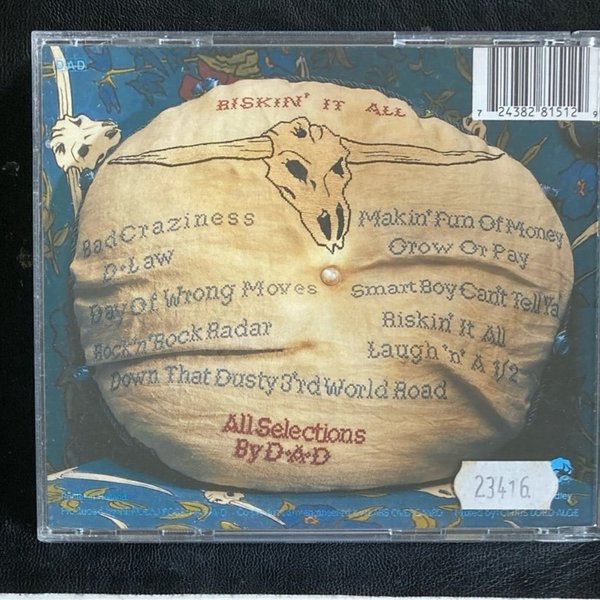 D.A.D.
RISKIN' IT ALL
Bad Craziness
D·Law
Day Of Wrong Moves
Rock'n'Rock Radar
Down That Dusty 3'rd World Road
Makin' Fun Of Money
Grow Or Pay
Smart Boy Can't Tell Ya'
Riskin' It All
Laugh 'n' A 1/2
All Selections
By D·A·D
7 24382 81512 9
23416